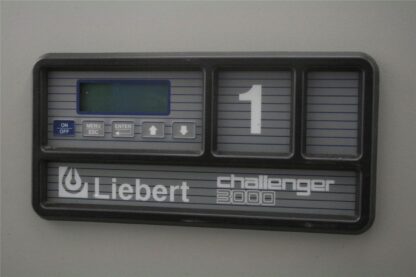 1
ON
OFF
MENU
ESC
ENTER
Liebert
challenger
3000